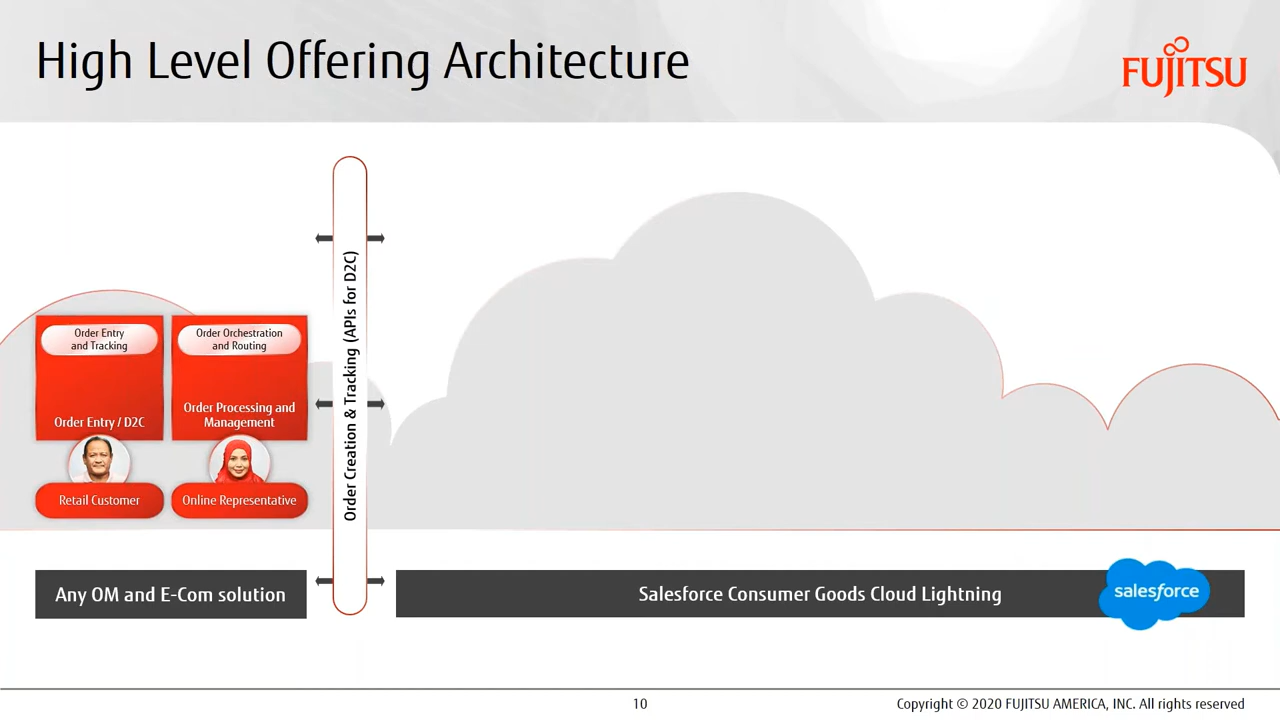 High Level Offering Architecture
FUJITSU
Order Entry
and Tracking
Order Entry / D2C
Retail Customer
Order Orchestration
and Routing
Order Processing and
Management
Online Representative
Order Creation & Tracking (APIs for D2C)
Any OM and E-Com solution
Salesforce Consumer Goods Cloud Lightning
salesforce
10
Copyright © 2020 FUJITSU AMERICA, INC. All rights reserved